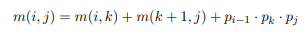 m(i, j) = m(i, k) + m(k + 1, j) + p_{i−1} · p_k · p_j